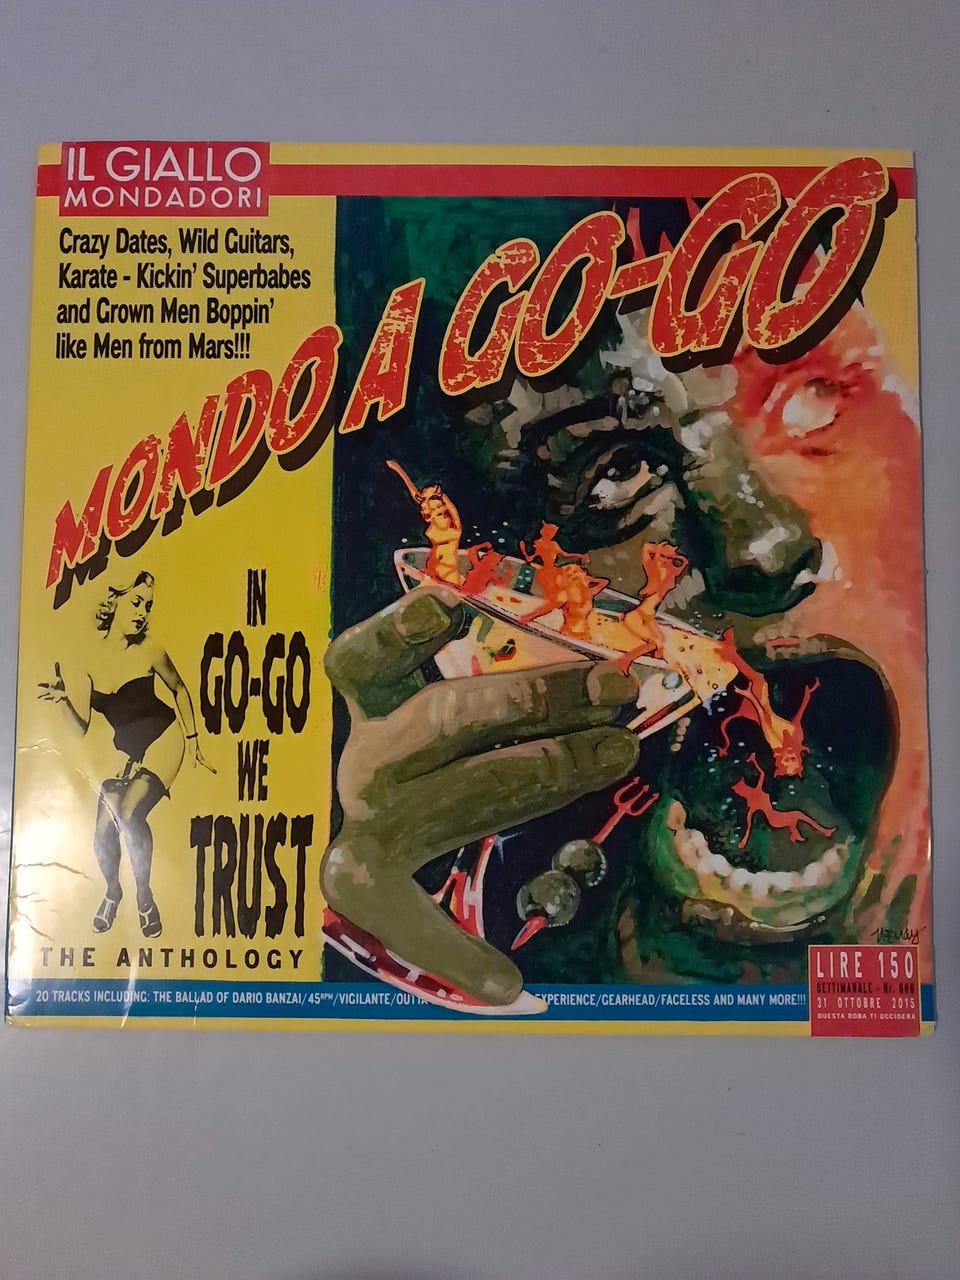 IL GIALLO
MONDADORI
Crazy Dates, Wild Guitars,
Karate - Kickin' Superbabes
and Grown Men Boppin'
like Men from Mars!!!
MONDO A GO-GO
IN
GO-GO
WE
TRUST
THE ANTHOLOGY
20 TRACKS INCLUDING: THE BALLAD OF DARIO BANZAI/45RPM/VIGILANTE/OUTTA EXPERIENCE/GEARHEAD/FACELESS AND MANY MORE!!!
LIRE 150
SETTIMANALE - Nr. 666
31 OTTOBRE 2015
QUESTA ROBA TI UCCIDERÀ